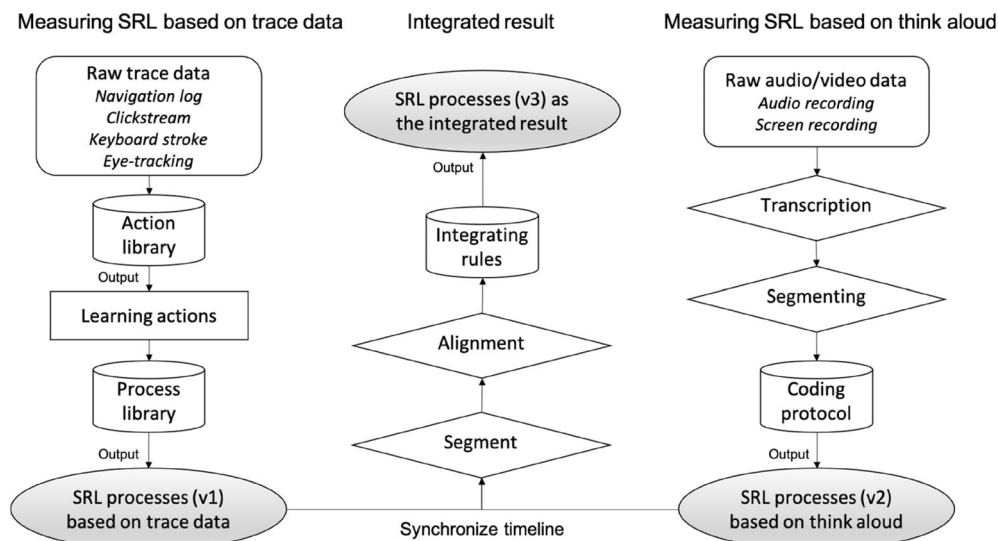 Measuring SRL based on trace data
Raw trace data
Navigation log
Clickstream
Keyboard stroke
Eye-tracking
Action
library
Output
Learning actions
Process
library
Output
SRL processes (v1)
based on trace data
Integrated result
SRL processes (v3) as
the integrated result
Output
Integrating
rules
Alignment
Segment
Synchronize timeline
Measuring SRL based on think aloud
Raw audio/video data
Audio recording
Screen recording
Transcription
Segmenting
Coding
protocol
Output
SRL processes (v2)
based on think aloud